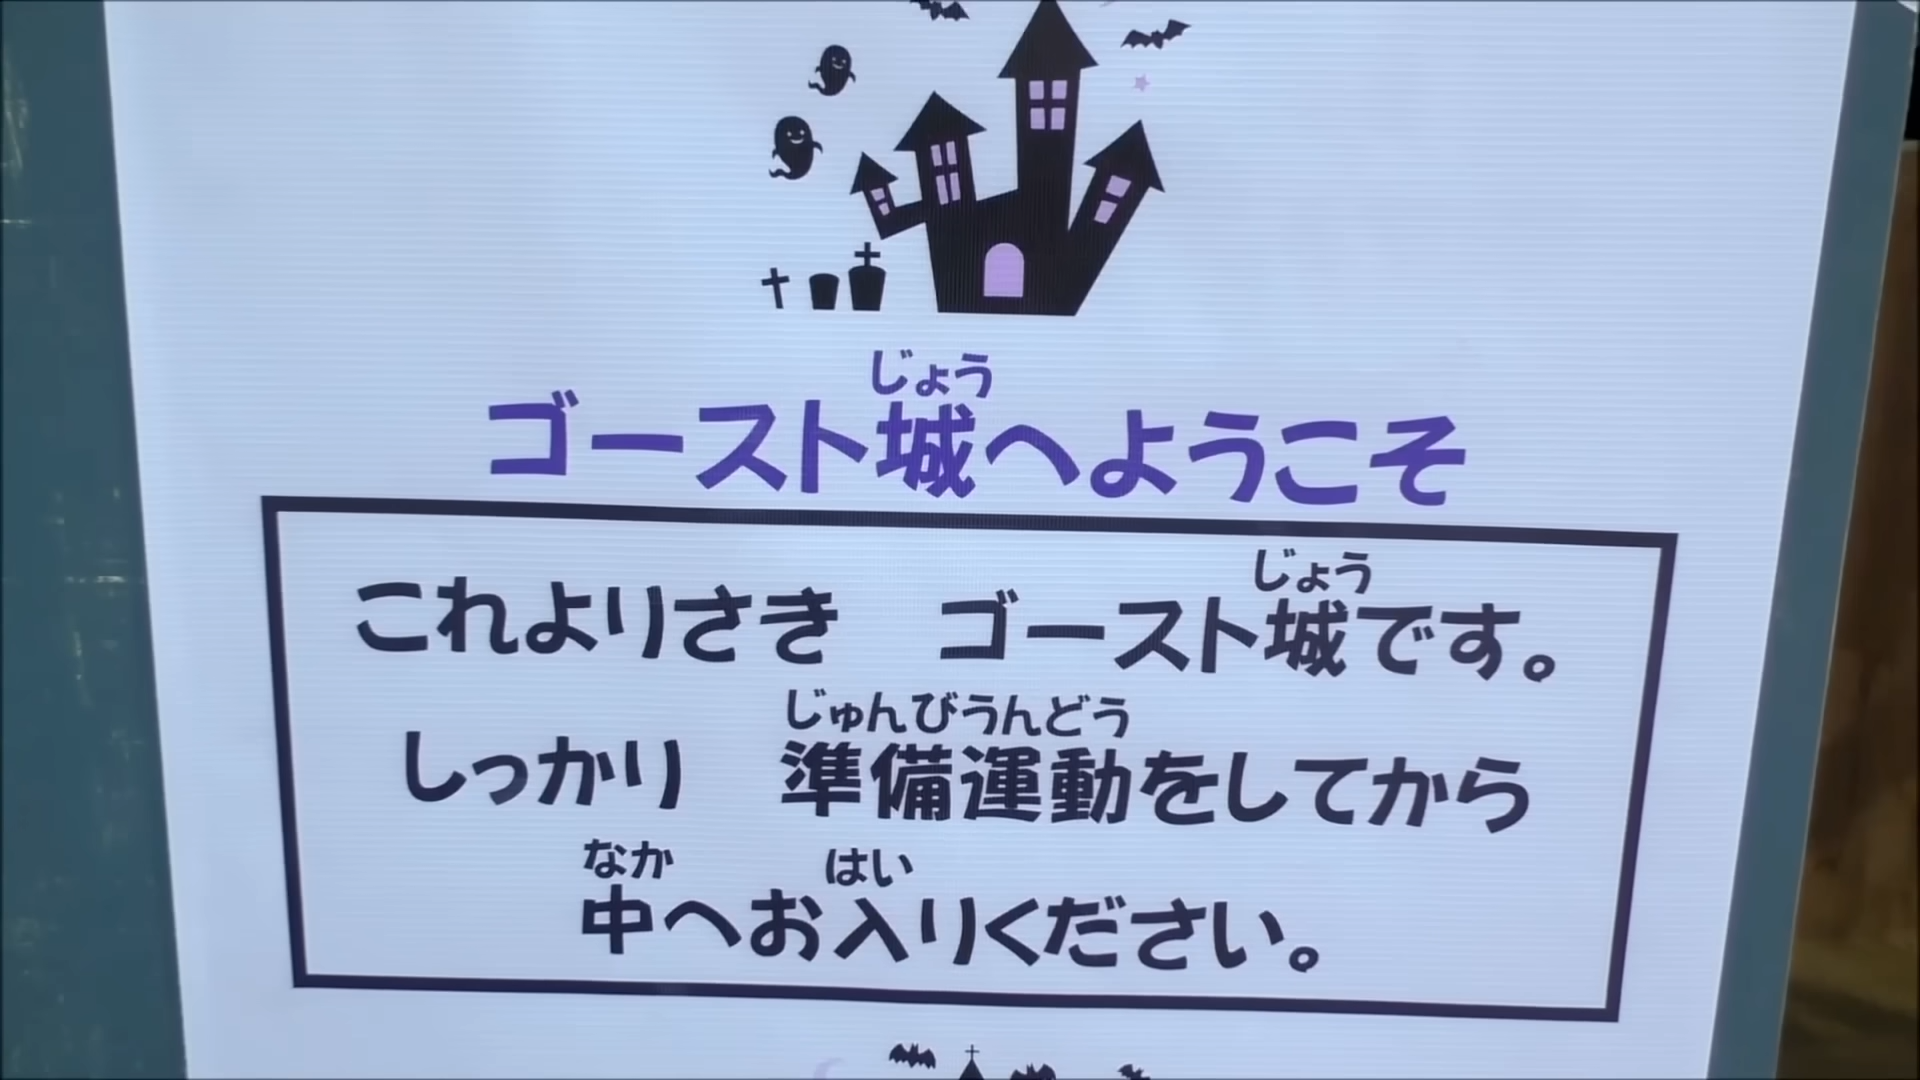 じょう
ゴースト城へようこそ
じょう
これよりさき　ゴースト城です。
じゅんびうんどう
しっかり　準備運動をしてから
なか　はい
中へお入りください。